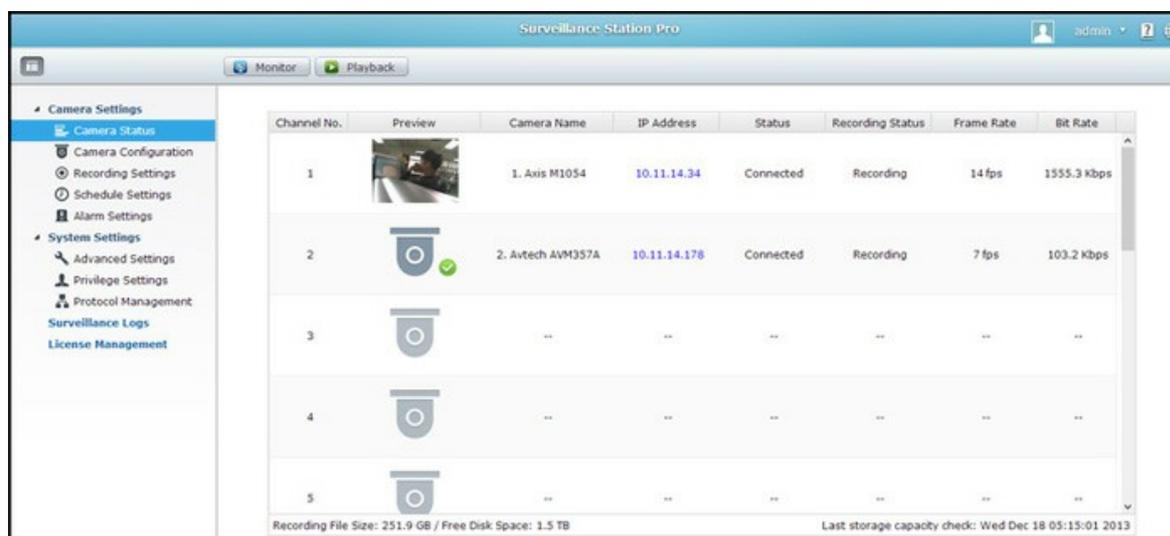 Surveillance Station Pro
admin
Monitor Playback
Camera Settings
Camera Status
Camera Configuration
Recording Settings
Schedule Settings
Alarm Settings
System Settings
Advanced Settings
Privilege Settings
Protocol Management
Surveillance Logs
License Management
Channel No. Preview Camera Name IP Address Status Recording Status Frame Rate Bit Rate
1 1. Axis M1054 10.11.14.34 Connected Recording 14 fps 1555.3 Kbps
2 2. Avtech AVM357A 10.11.14.178 Connected Recording 7 fps 103.2 Kbps
3 -- -- -- -- -- --
4 -- -- -- -- -- --
5 -- -- -- -- -- --
Recording File Size: 251.9 GB / Free Disk Space: 1.5 TB Last storage capacity check: Wed Dec 18 05:15:01 2013